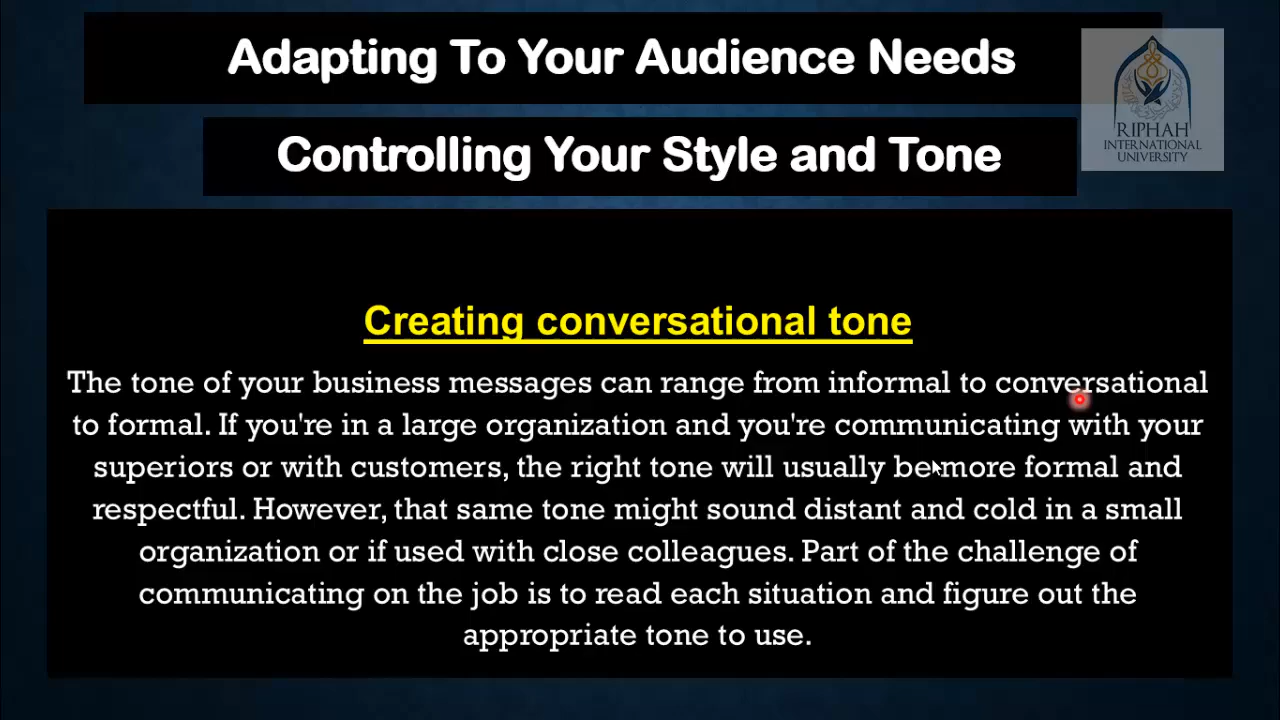 Adapting To Your Audience Needs
Controlling Your Style and Tone
RIPHAH
INTERNATIONAL
UNIVERSITY
Creating conversational tone
The tone of your business messages can range from informal to conversational
to formal. If you're in a large organization and you're communicating with your
superiors or with customers, the right tone will usually be more formal and
respectful. However, that same tone might sound distant and cold in a small
organization or if used with close colleagues. Part of the challenge of
communicating on the job is to read each situation and figure out the
appropriate tone to use.